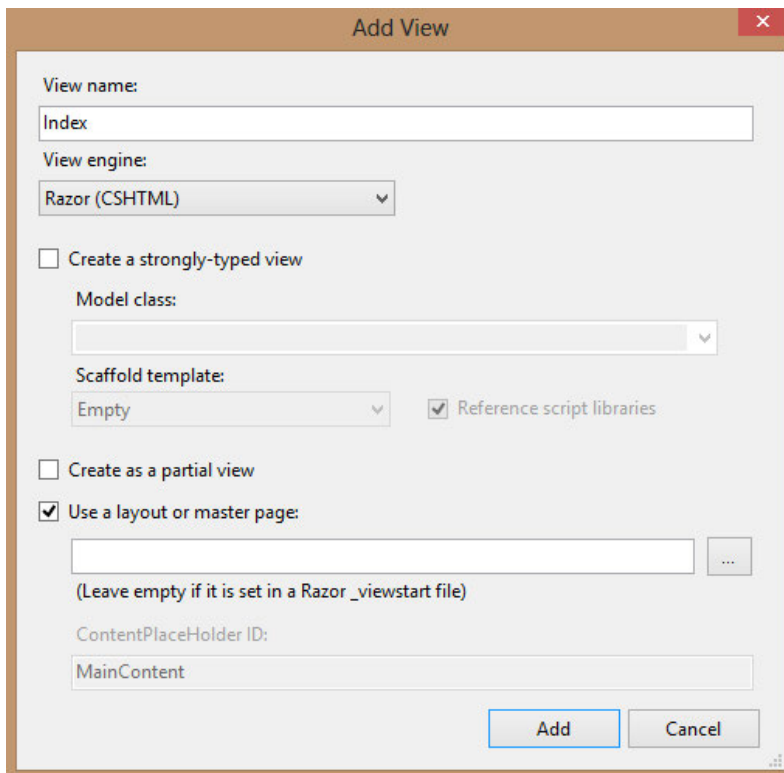 Add View
View name:
Index
View engine:
Razor (CSHTML)
Create a strongly-typed view
Model class:
Scaffold template:
Empty
Reference script libraries
Create as a partial view
Use a layout or master page:
...
(Leave empty if it is set in a Razor _viewstart file)
ContentPlaceHolder ID:
MainContent
Add Cancel